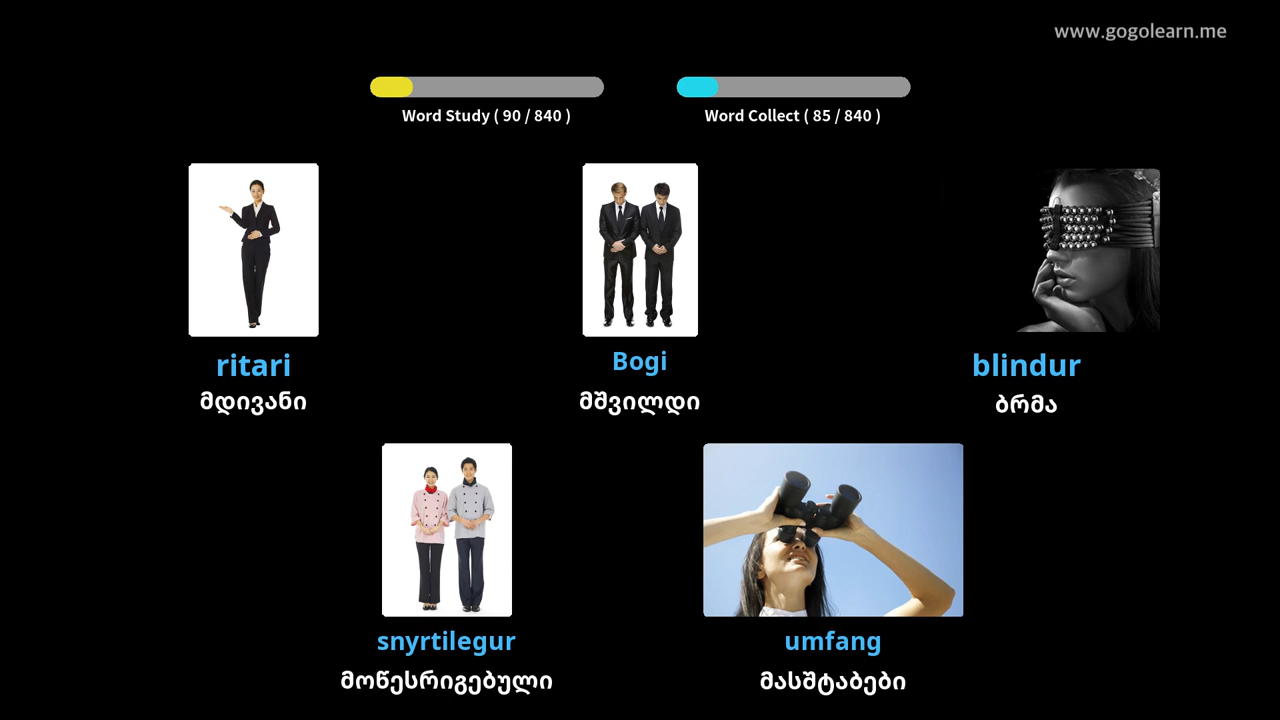 www.gogolearn.me
Word Study ( 90 / 840 )
Word Collect ( 85 / 840 )
ritari
მდივანი
Bogi
მშვილდი
blindur
ბრმა
snyrtilegur
მოწესრიგებული
umfang
მასშტაბები